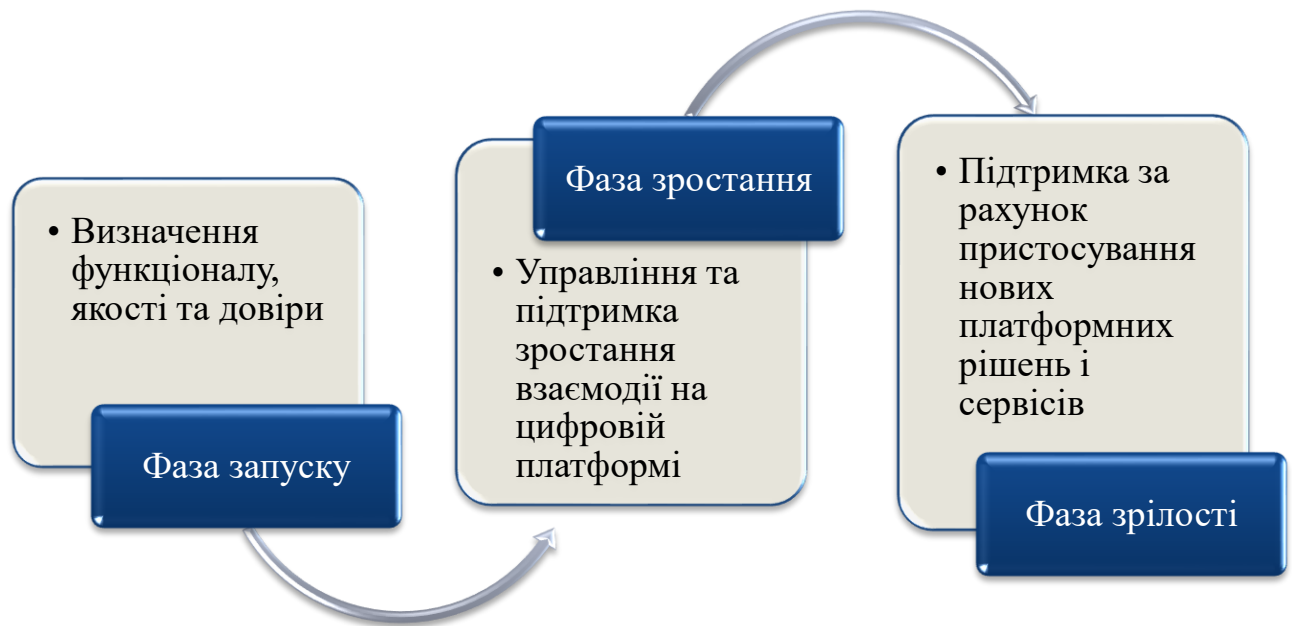 • Визначення
функціоналу,
якості та довіри
Фаза запуску
Фаза зростання
• Управління та
підтримка
зростання
взаємодії на
цифровій
платформі
• Підтримка за
рахунок
пристосування
нових
платформних
рішень і
сервісів
Фаза зрілості